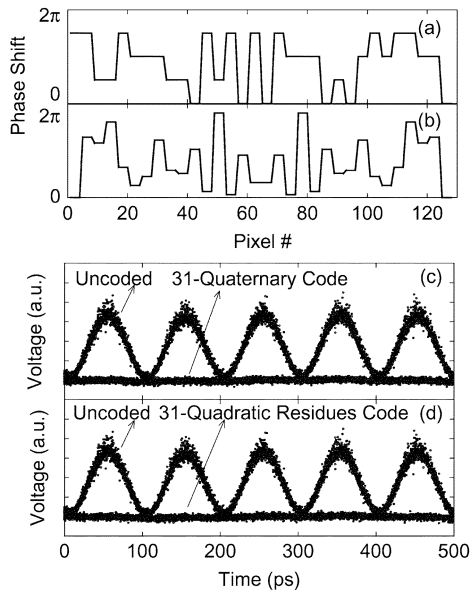 2π
(a)
Phase Shift
0
2π
(b)
0
0 20 40 60 80 100 120
Pixel #
Uncoded 31-Quaternary Code (c)
Voltage (a.u.)
Uncoded 31-Quadratic Residues Code (d)
Voltage (a.u.)
0 100 200 300 400 500
Time (ps)